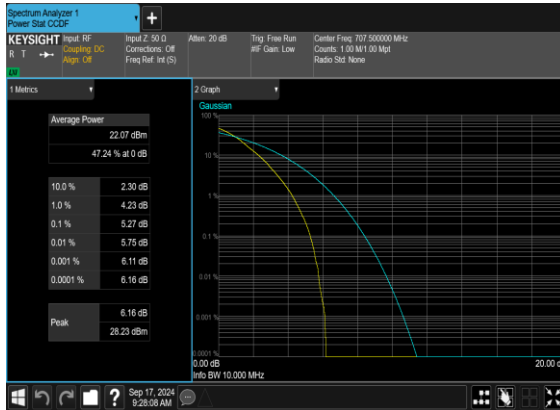 Spectrum Analyzer 1
Power Stat CCDF
+
KEYSIGHT
R T
LXI
Input: RF
Coupling: DC
Align: Off
Input Z: 50 Ω
Corrections: Off
Freq Ref: Int (S)
Atten: 20 dB
Trig: Free Run
#IF Gain: Low
Center Freq: 707.500000 MHz
Counts: 1.00 M/1.00 Mpt
Radio Std: None
1 Metrics
Average Power
22.07 dBm
47.24 % at 0 dB
10.0 % 2.30 dB
1.0 % 4.23 dB
0.1 % 5.27 dB
0.01 % 5.75 dB
0.001 % 6.11 dB
0.0001 % 6.16 dB
Peak
6.16 dB
28.23 dBm
2 Graph
Gaussian
100 %
10 %
1 %
0.1 %
0.01 %
0.001 %
0.0001 %
0.00 dB
20.00 d
Info BW 10.000 MHz
?
Sep 17, 2024
9:28:08 AM